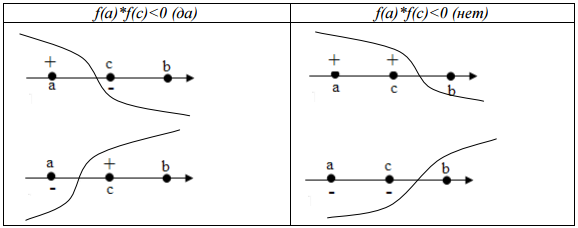 f(a)*f(c)<0 (да)
f(a)*f(c)<0 (нет)
+ c b
a -
+ +
a c b
a + b
- c
a c b
- -